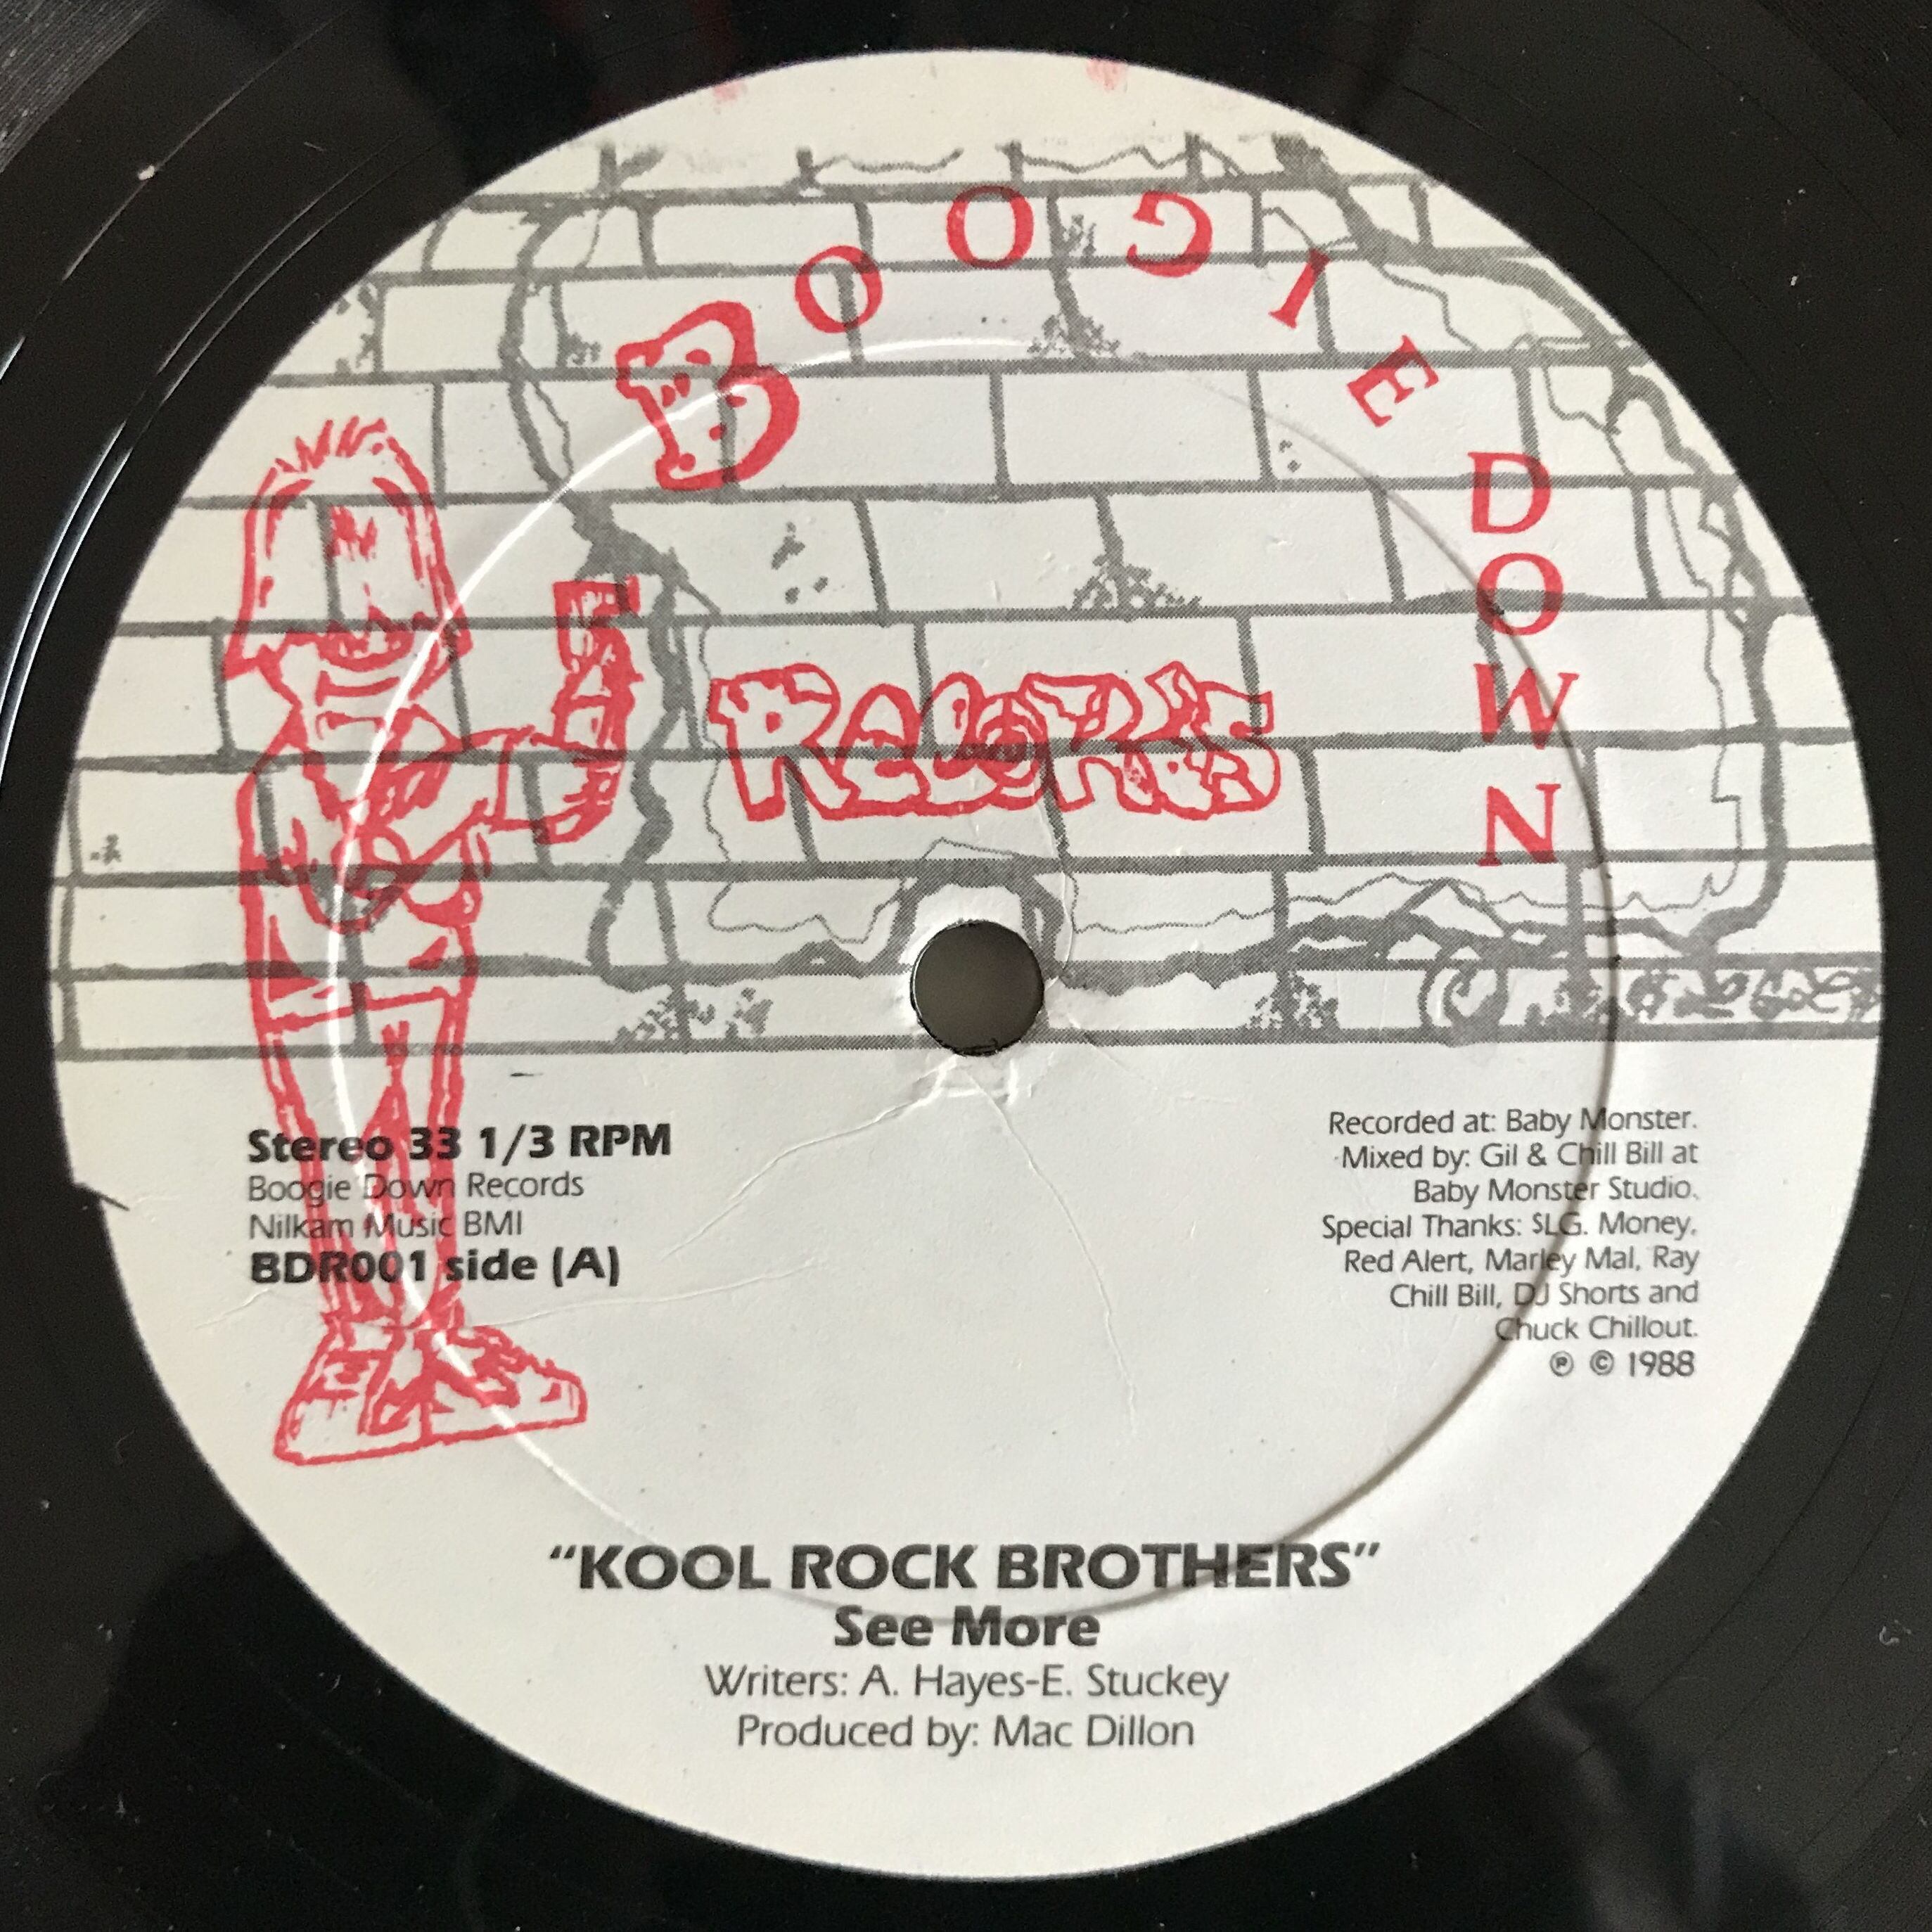 BOOGIE DOWN
RECORDS
Stereo 33 1/3 RPM
Boogie Down Records
Nilkam Music BMI
BDR001 side (A)
Recorded at: Baby Monster.
Mixed by: Gil & Chill Bill at
Baby Monster Studio.
Special Thanks: $LG. Money,
Red Alert, Marley Mal, Ray
Chill Bill, DJ Shorts and
Chuck Chillout.
℗ © 1988
“KOOL ROCK BROTHERS”
See More
Writers: A. Hayes-E. Stuckey
Produced by: Mac Dillon